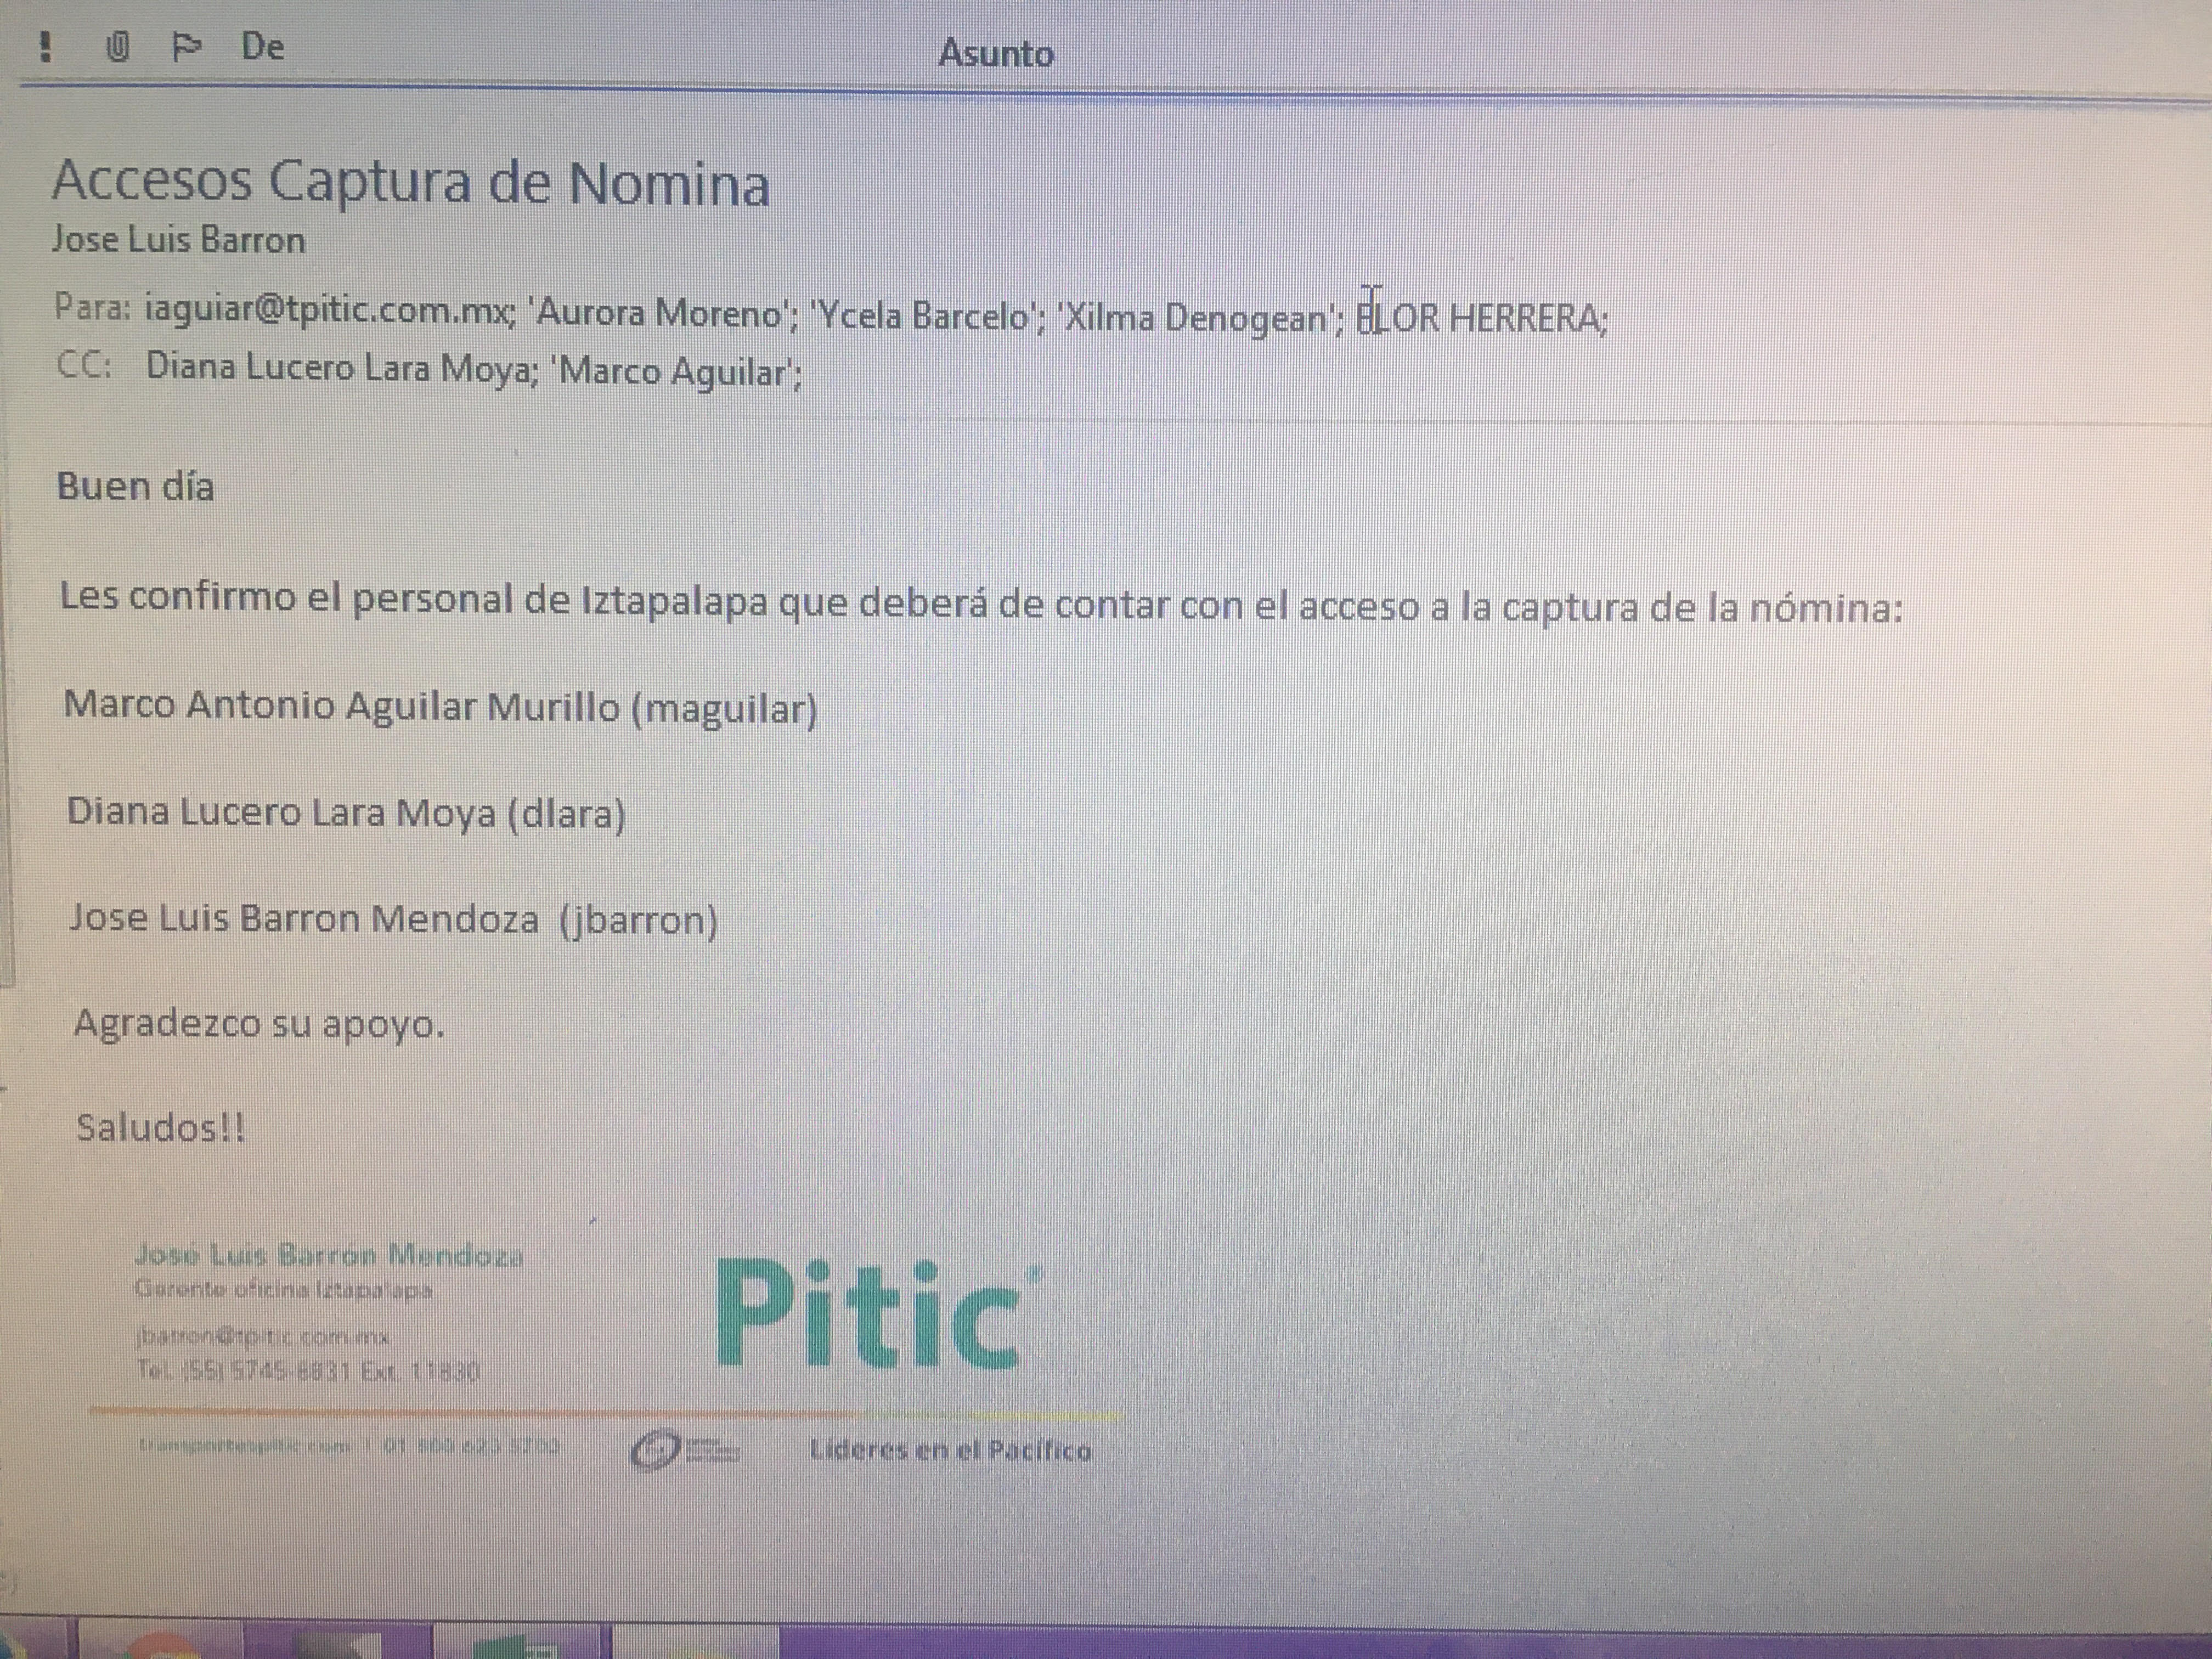 ! De Asunto
Accesos Captura de Nomina
Jose Luis Barron
Para: iaguiar@tpitic.com.mx; 'Aurora Moreno'; 'Ycela Barcelo'; 'Xilma Denogean'; FLOR HERRERA;
CC: Diana Lucero Lara Moya; 'Marco Aguilar';
Buen día
Les confirmo el personal de Iztapalapa que deberá de contar con el acceso a la captura de la nómina:
Marco Antonio Aguilar Murillo (maguilar)
Diana Lucero Lara Moya (dlara)
Jose Luis Barron Mendoza (jbarron)
Agradezco su apoyo.
Saludos!!
José Luis Barrón Mendoza
Gerente oficina Iztapalapa
jbarron@tpitic.com.mx
Tel. (55) 5745-8831 Ext. 11830
Pitic
transportespitic.com
Líderes en el Pacífico